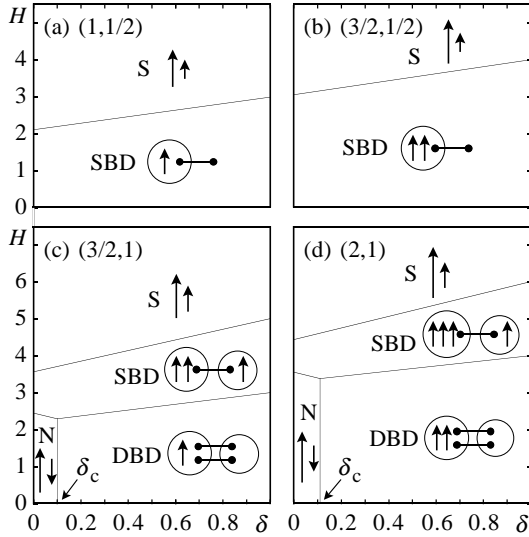 H
(a) (1,1/2)
(b) (3/2,1/2)
S
S
5
4
3
2
1
0
SBD
SBD
H
(c) (3/2,1)
(d) (2,1)
S
S
6
5
4
3
2
1
0
SBD
SBD
N
N
DBD
DBD
δc
δc
0 0.2 0.4 0.6 0.8 δ
0 0.2 0.4 0.6 0.8 δ